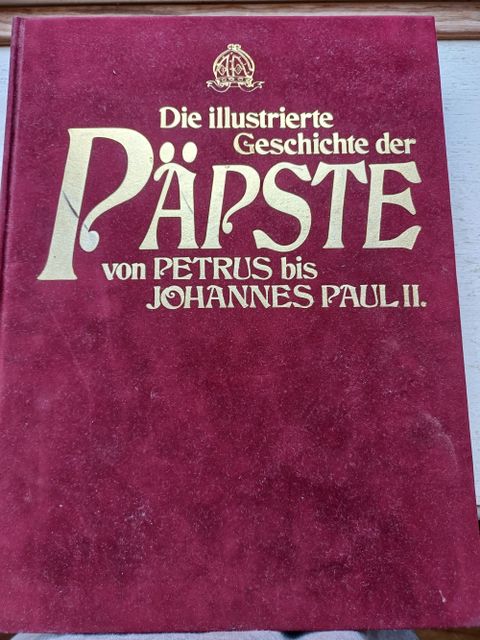 Die illustrierte
Geschichte der
PÄPSTE
von PETRUS bis
JOHANNES PAUL II.